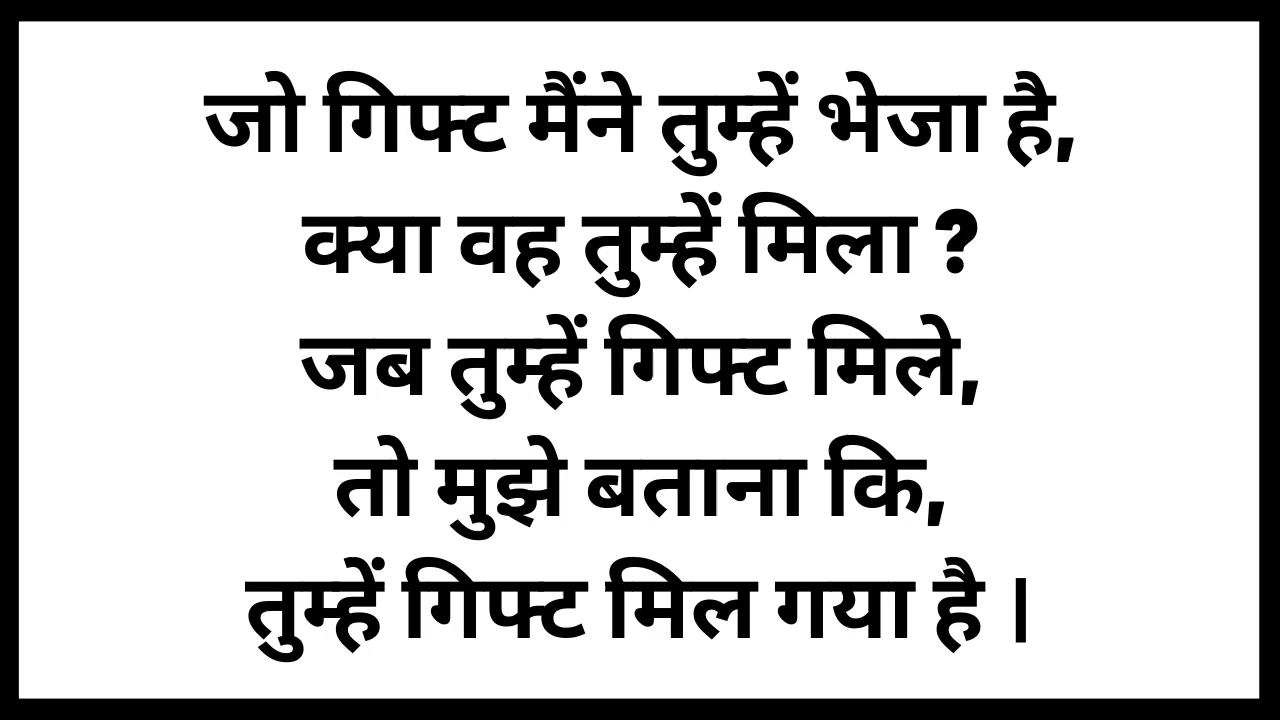 जो गिफ्ट मैंने तुम्हें भेजा है,
क्या वह तुम्हें मिला ?
जब तुम्हें गिफ्ट मिले,
तो मुझे बताना कि,
तुम्हें गिफ्ट मिल गया है ।